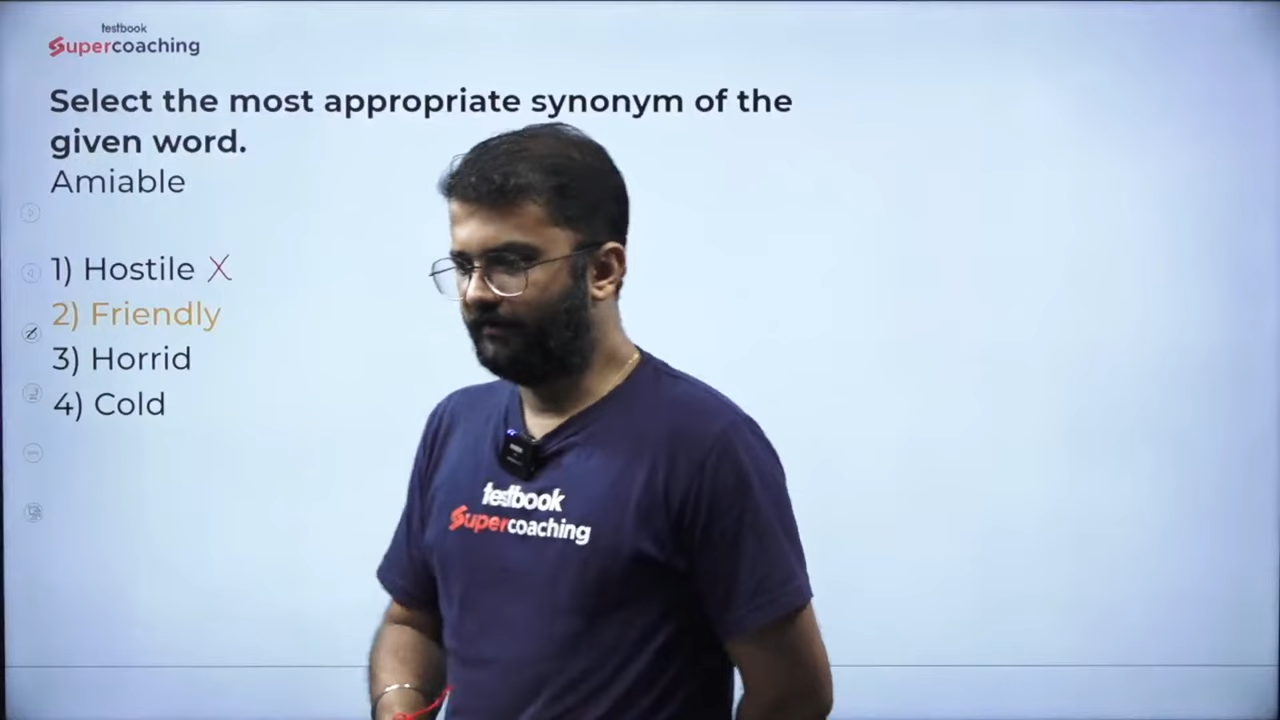 testbook
Supercoaching
Select the most appropriate synonym of the
given word.
Amiable
1) Hostile X
2) Friendly
3) Horrid
4) Cold
testbook
Supercoaching